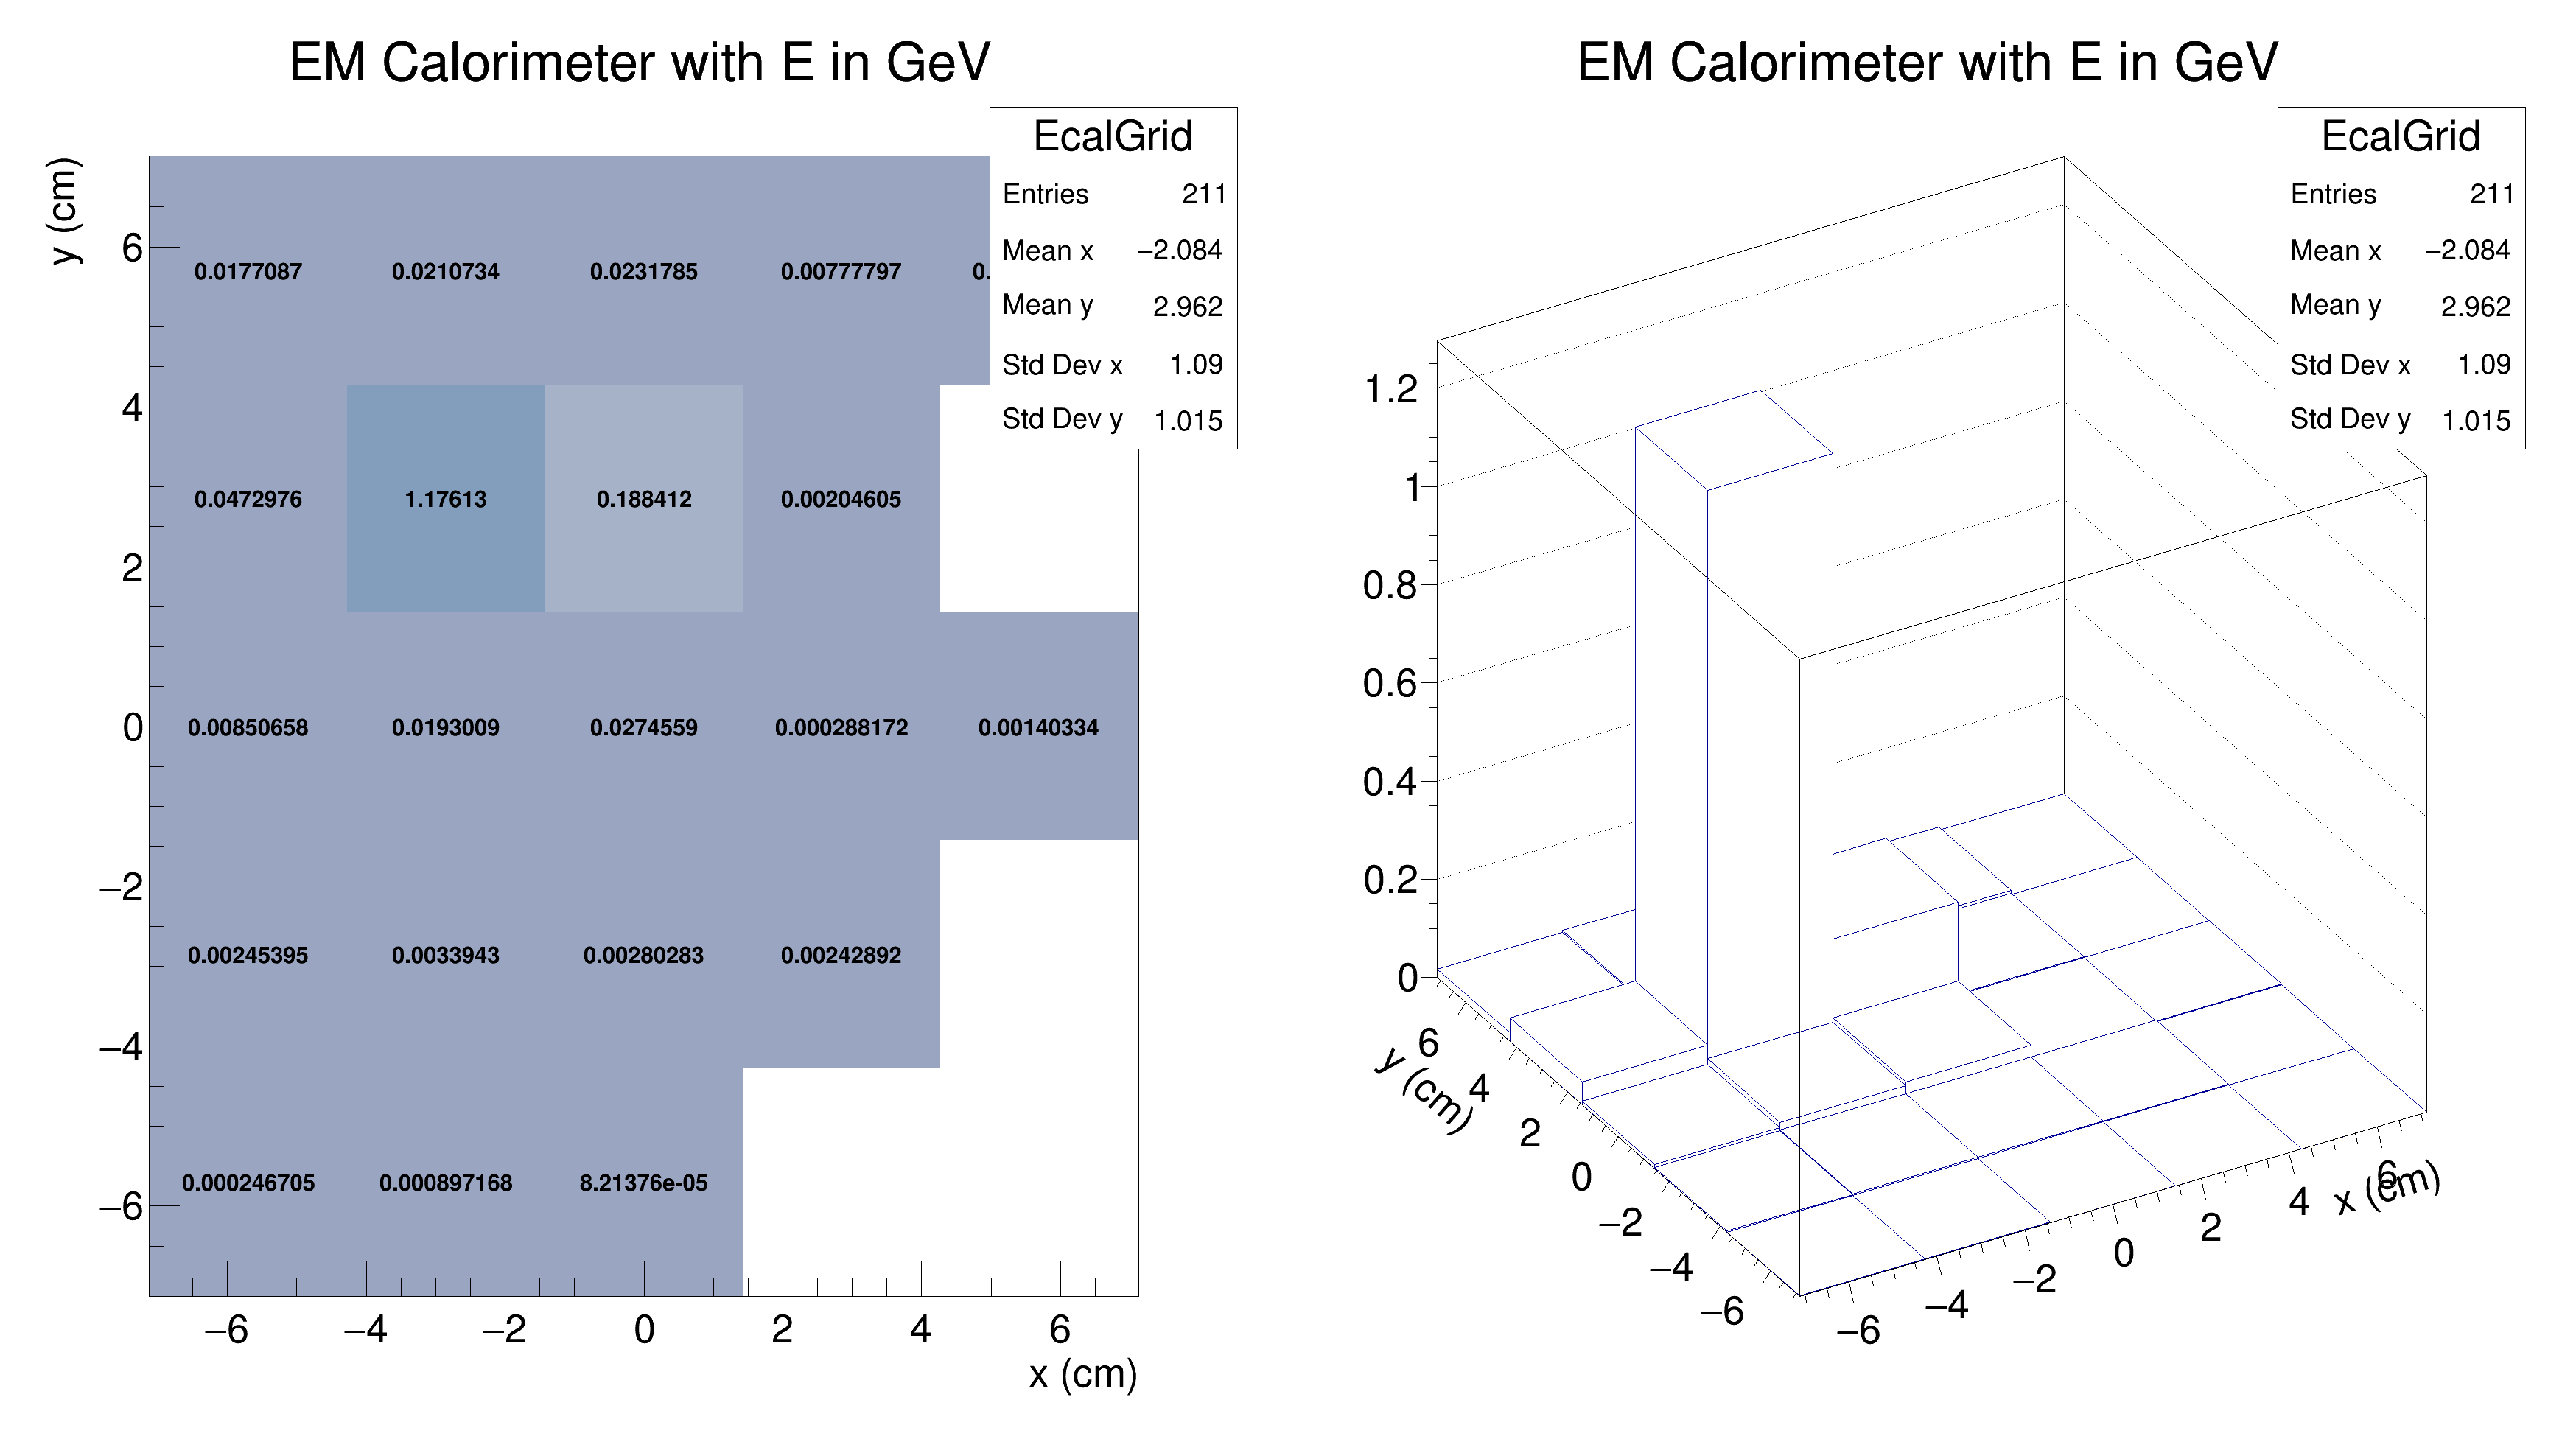 EM Calorimeter with E in GeV
EcalGrid
Entries 211
Mean x −2.084
Mean y 2.962
Std Dev x 1.09
Std Dev y 1.015
y (cm)
6
4
2
0
−2
−4
−6
0.0177087 0.0210734 0.0231785 0.00777797 0.
0.0472976 1.17613 0.188412 0.00204605
0.00850658 0.0193009 0.0274559 0.000288172 0.00140334
0.00245395 0.0033943 0.00280283 0.00242892
0.000246705 0.000897168 8.21376e-05
−6 −4 −2 0 2 4 6
x (cm)
EM Calorimeter with E in GeV
EcalGrid
Entries 211
Mean x −2.084
Mean y 2.962
Std Dev x 1.09
Std Dev y 1.015
1.2
1
0.8
0.6
0.4
0.2
0
6
4
2
0
−2
−4
−6
y (cm)
−6 −4 −2 0 2 4 6
x (cm)